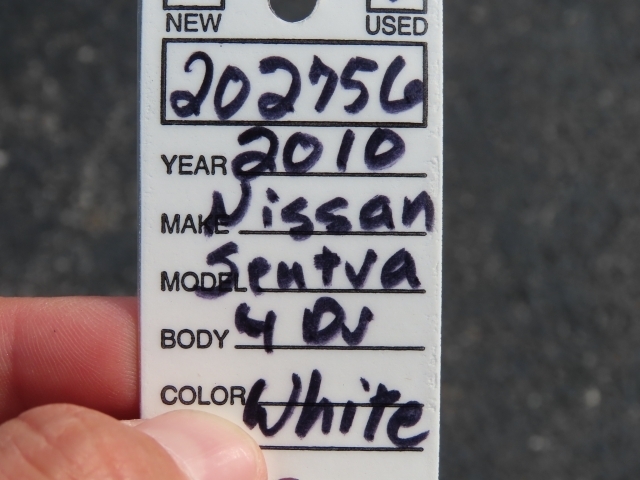 NEW USED
202756
YEAR 2010
MAKE Nissan
MODEL Sentra
BODY 4 Dr
COLOR White